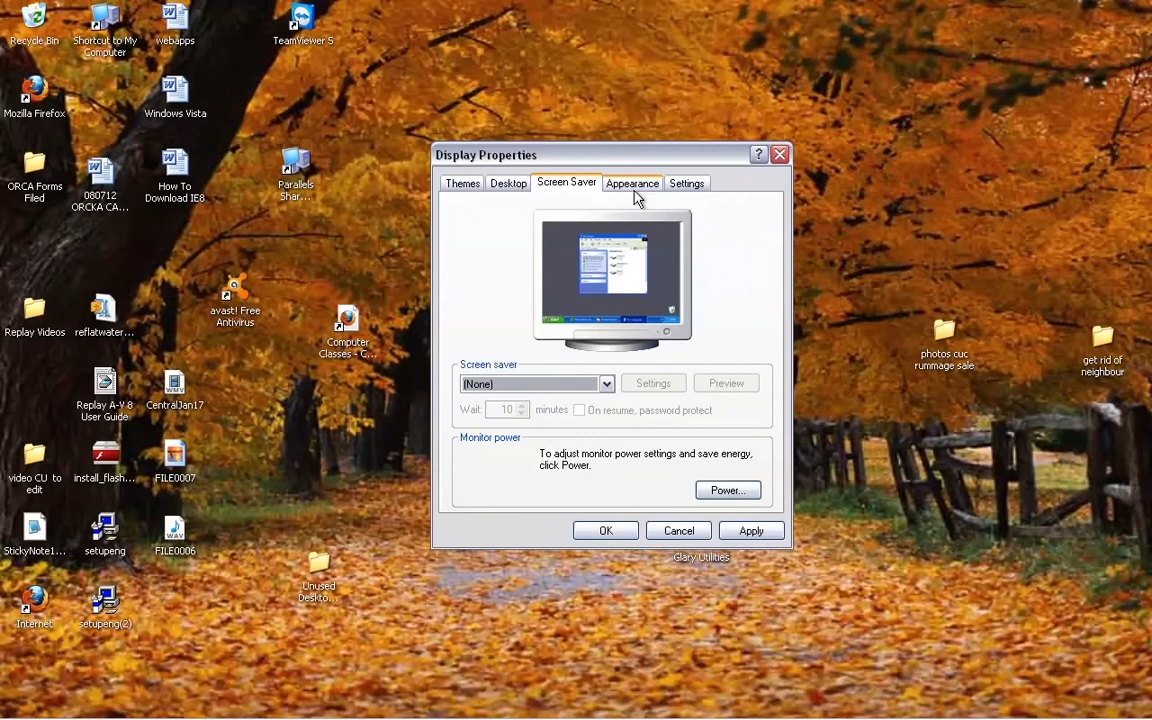 Recycle Bin
Shortcut to My
Computer
webapps
TeamViewer 5
Mozilla Firefox
Windows Vista
ORCA Forms
Filed
080712
ORCKA CA...
How To
Download IE8
Parallels
Shar...
avast! Free
Antivirus
Computer
Classes - C...
Replay Videos
reflatwater...
Replay A-V 8
User Guide
CentralJan17
video CU to
edit
install_flash...
FILE0007
StickyNote1...
setupeng
FILE0006
Unused
Deskto...
Internet
setupeng(2)
Display Properties
Themes
Desktop
Screen Saver
Appearance
Settings
Screen saver
(None)
Settings
Preview
Wait:
10
minutes
On resume, password protect
Monitor power
To adjust monitor power settings and save energy,
click Power.
Power...
OK
Cancel
Apply
Glary Utilities
photos cuc
rummage sale
get rid of
neighbour